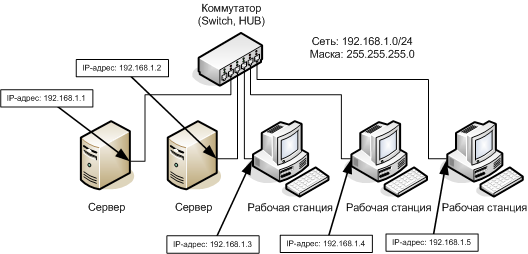 Коммутатор
(Switch, HUB)
Сеть: 192.168.1.0/24
Маска: 255.255.255.0
IP-адрес: 192.168.1.2
IP-адрес: 192.168.1.1
Сервер
Сервер
Рабочая станция
Рабочая станция
Рабочая станция
IP-адрес: 192.168.1.3
IP-адрес: 192.168.1.4
IP-адрес: 192.168.1.5